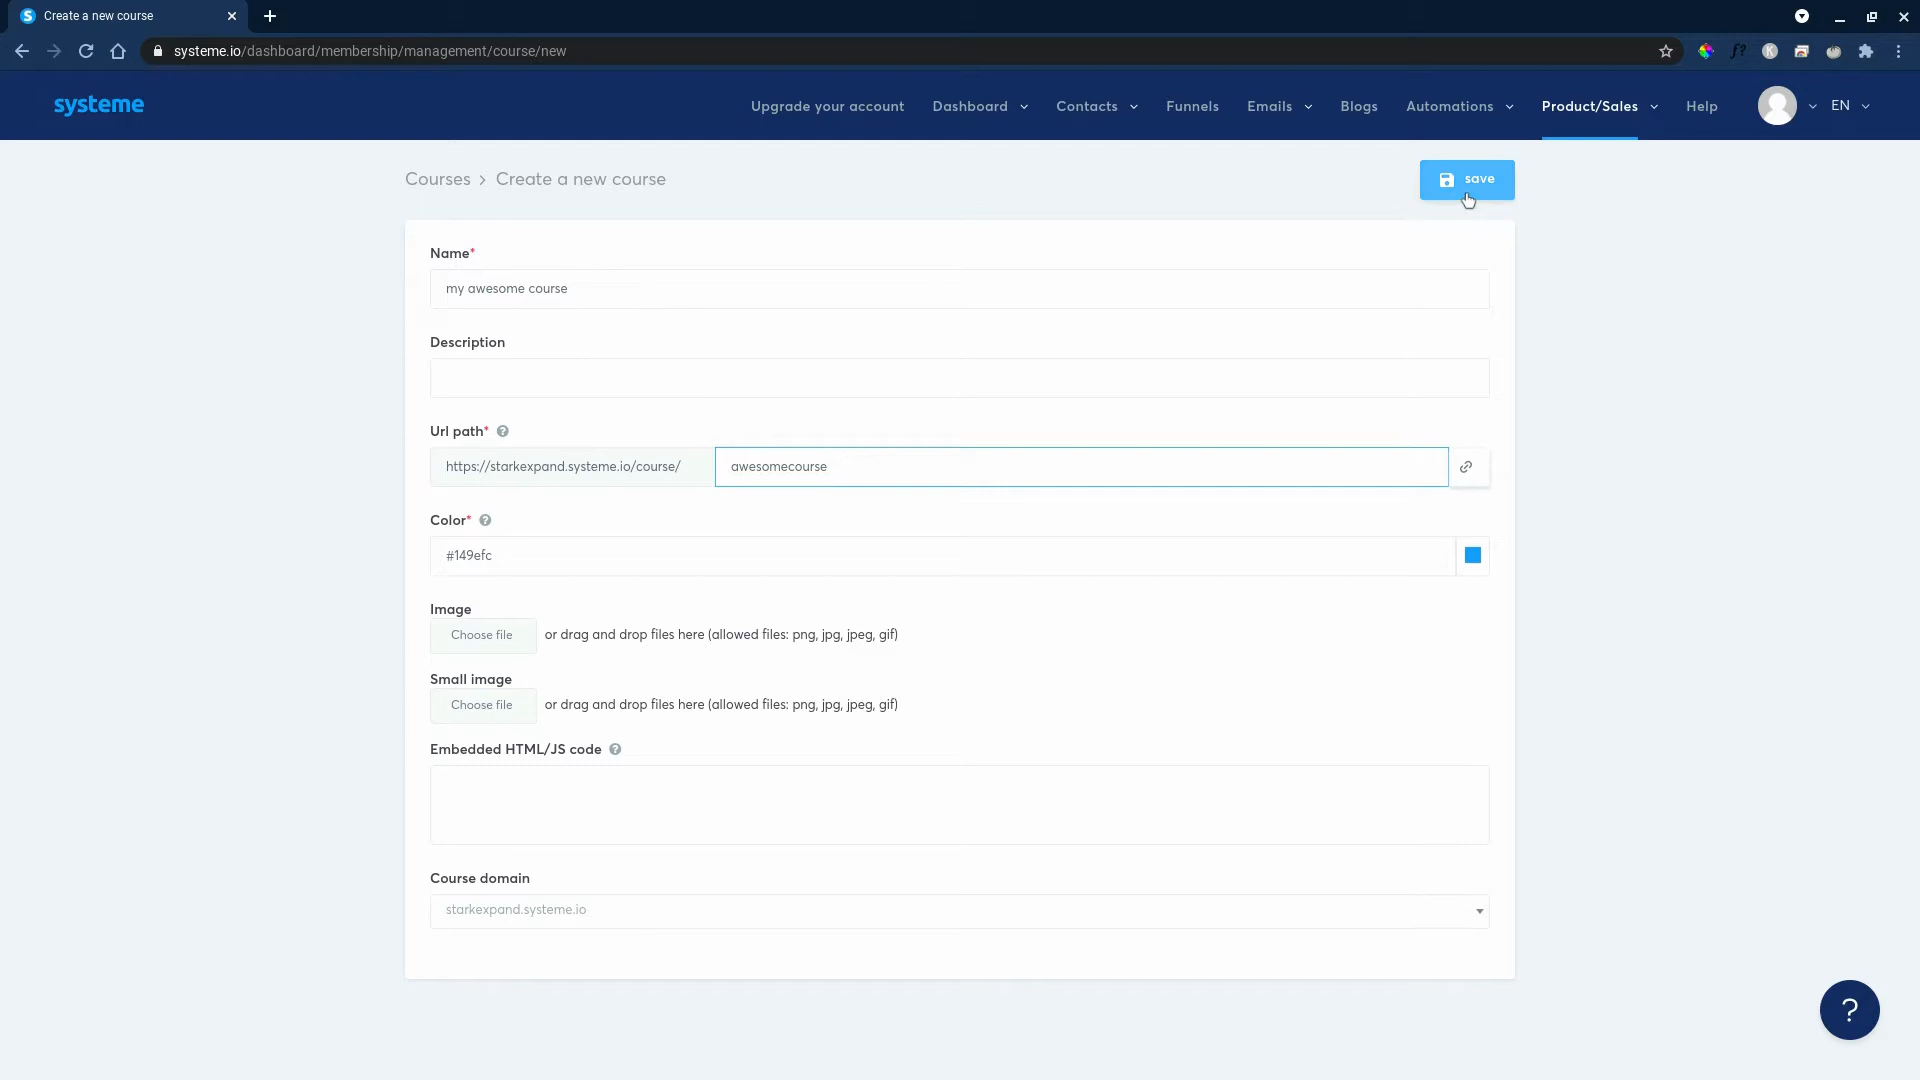 Create a new course
systeme.io/dashboard/membership/management/course/new
systeme
Upgrade your account Dashboard Contacts Funnels Emails Blogs Automations Product/Sales Help EN
Courses > Create a new course
save
Name*
my awesome course
Description
Url path* ?
https://starkexpand.systeme.io/course/ awesomecourse
Color* ?
#149efc
Image
Choose file or drag and drop files here (allowed files: png, jpg, jpeg, gif)
Small image
Choose file or drag and drop files here (allowed files: png, jpg, jpeg, gif)
Embedded HTML/JS code ?
Course domain
starkexpand.systeme.io
?